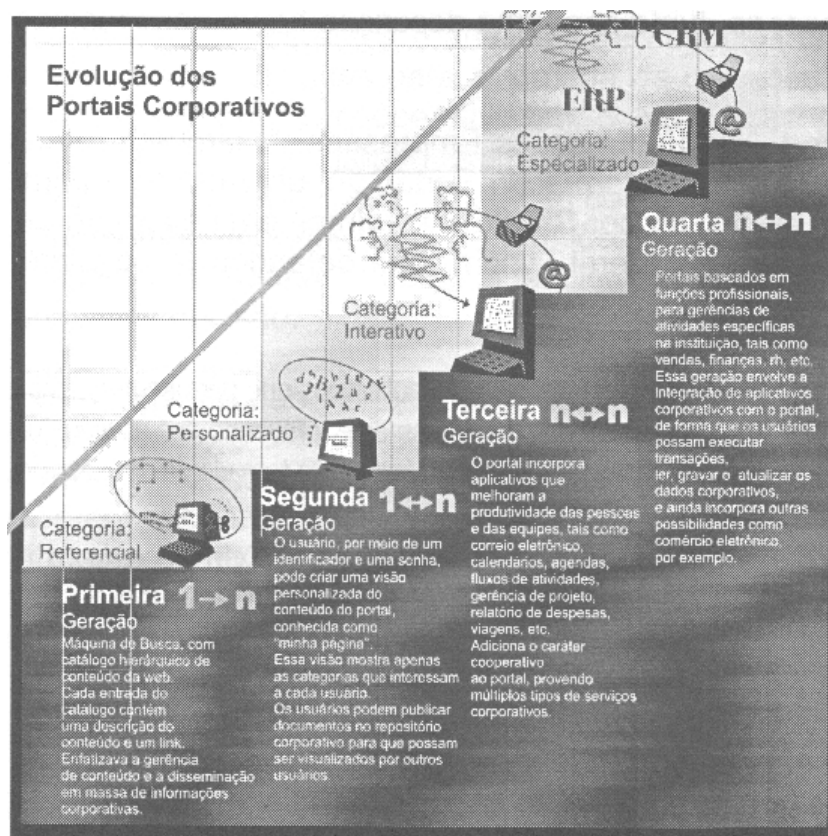 Evolução dos
Portais Corporativos
CRM
ERP
@
Categoria:
Especializado
Quarta n↔n
Geração
Portais baseados em
funções profissionais,
para gerências de
atividades específicas
na instituição, tais como
vendas, finanças, rh, etc.
Essa geração envolve a
Integração de aplicativos
corporativos com o portal,
de forma que os usuários
possam executar
transações,
ler, gravar e atualizar os
dados corporativos,
e ainda incorpora outras
possibilidades como
comércio eletrônico,
por exemplo.
@
Categoria:
Interativo
Terceira n↔n
Geração
O portal incorpora
aplicativos que
melhoram a
produtividade das pessoas
e das equipes, tais como
correio eletrônico,
calendários, agendas,
fluxos de atividades,
gerência de projeto,
relatório de despesas,
viagens, etc.
Adiciona o caráter
cooperativo
ao portal, provendo
múltiplos tipos de serviços
corporativos.
Categoria:
Personalizado
Segunda 1↔n
Geração
O usuário, por meio de um
identificador e uma senha,
pode criar uma visão
personalizada do
conteúdo do portal,
conhecida como
"minha página".
Essa visão mostra apenas
as categorias que interessam
a cada usuário.
Os usuários podem publicar
documentos no repositório
corporativo para que possam
ser visualizados por outros
usuários.
Categoria:
Referencial
Primeira 1→n
Geração
Máquina de Busca, com
catálogo hierárquico de
conteúdo da web.
Cada entrada do
catálogo contém
uma descrição do
conteúdo e um link.
Enfatizava a gerência
de conteúdo e a disseminação
em massa de informações
corporativas.